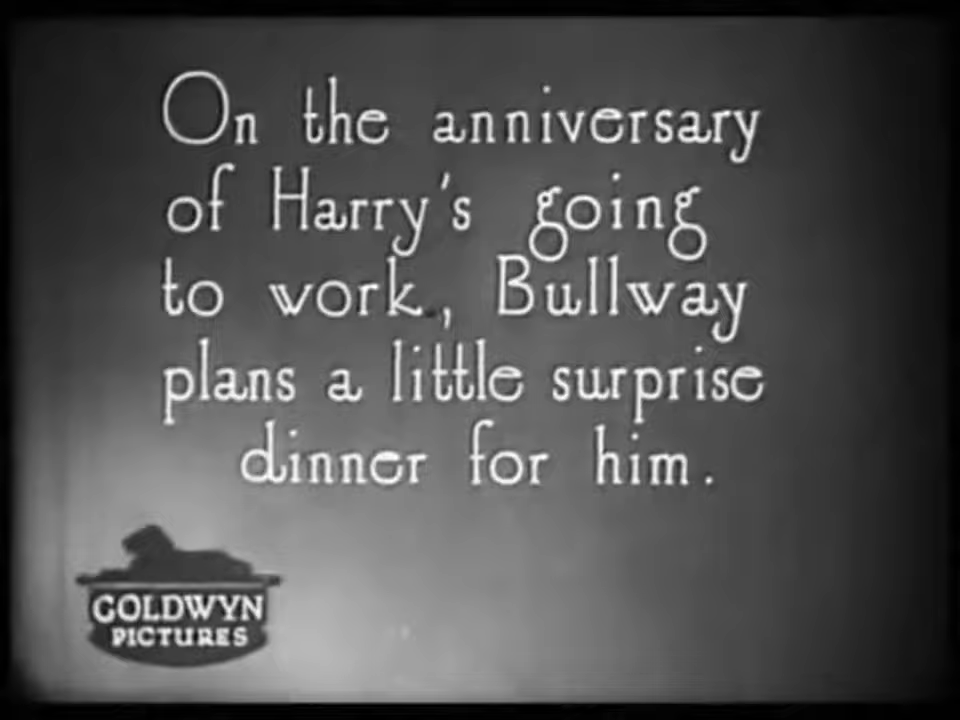 On the anniversary
of Harry's going
to work, Bullway
plans a little surprise
dinner for him.
GOLDWYN
PICTURES